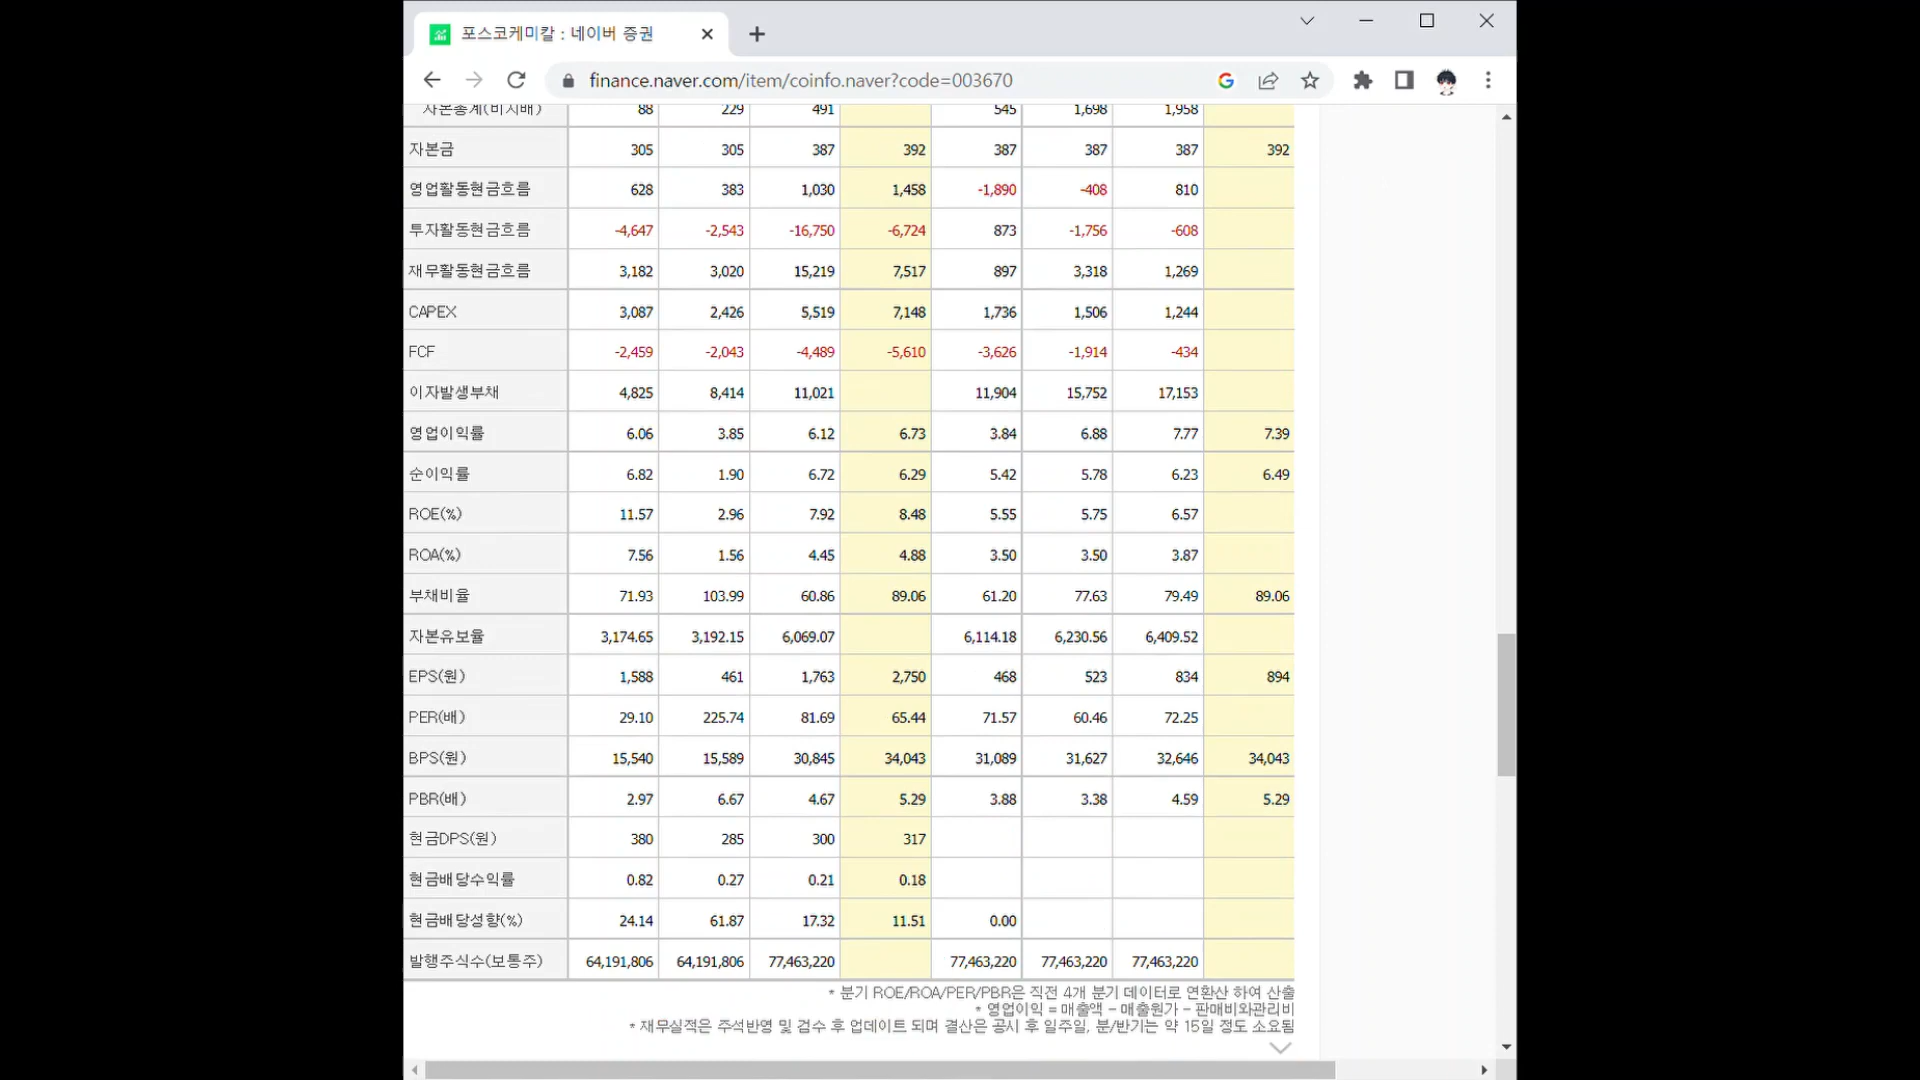 포스코케미칼 : 네이버 증권
finance.naver.com/item/coinfo.naver?code=003670
자본총계(비지배) 88 229 491 545 1,698 1,958
자본금 305 305 387 392 387 387 387 392
영업활동현금흐름 628 383 1,030 1,458 -1,890 -408 810
투자활동현금흐름 -4,647 -2,543 -16,750 -6,724 873 -1,756 -608
재무활동현금흐름 3,182 3,020 15,219 7,517 897 3,318 1,269
CAPEX 3,087 2,426 5,519 7,148 1,736 1,506 1,244
FCF -2,459 -2,043 -4,489 -5,610 -3,626 -1,914 -434
이자발생부채 4,825 8,414 11,021 11,904 15,752 17,153
영업이익률 6.06 3.85 6.12 6.73 3.84 6.88 7.77 7.39
순이익률 6.82 1.90 6.72 6.29 5.42 5.78 6.23 6.49
ROE(%) 11.57 2.96 7.92 8.48 5.55 5.75 6.57
ROA(%) 7.56 1.56 4.45 4.88 3.50 3.50 3.87
부채비율 71.93 103.99 60.86 89.06 61.20 77.63 79.49 89.06
자본유보율 3,174.65 3,192.15 6,069.07 6,114.18 6,230.56 6,409.52
EPS(원) 1,588 461 1,763 2,750 468 523 834 894
PER(배) 29.10 225.74 81.69 65.44 71.57 60.46 72.25
BPS(원) 15,540 15,589 30,845 34,043 31,089 31,627 32,646 34,043
PBR(배) 2.97 6.67 4.67 5.29 3.88 3.38 4.59 5.29
현금DPS(원) 380 285 300 317
현금배당수익률 0.82 0.27 0.21 0.18
현금배당성향(%) 24.14 61.87 17.32 11.51 0.00
발행주식수(보통주) 64,191,806 64,191,806 77,463,220 77,463,220 77,463,220 77,463,220
* 분기 ROE/ROA/PER/PBR은 직전 4개 분기 데이터로 연환산 하여 산출
* 영업이익 = 매출액 - 매출원가 - 판매비와관리비
* 재무실적은 주석반영 및 검수 후 업데이트 되며 결산은 공시 후 일주일, 분/반기는 약 15일 정도 소요됨